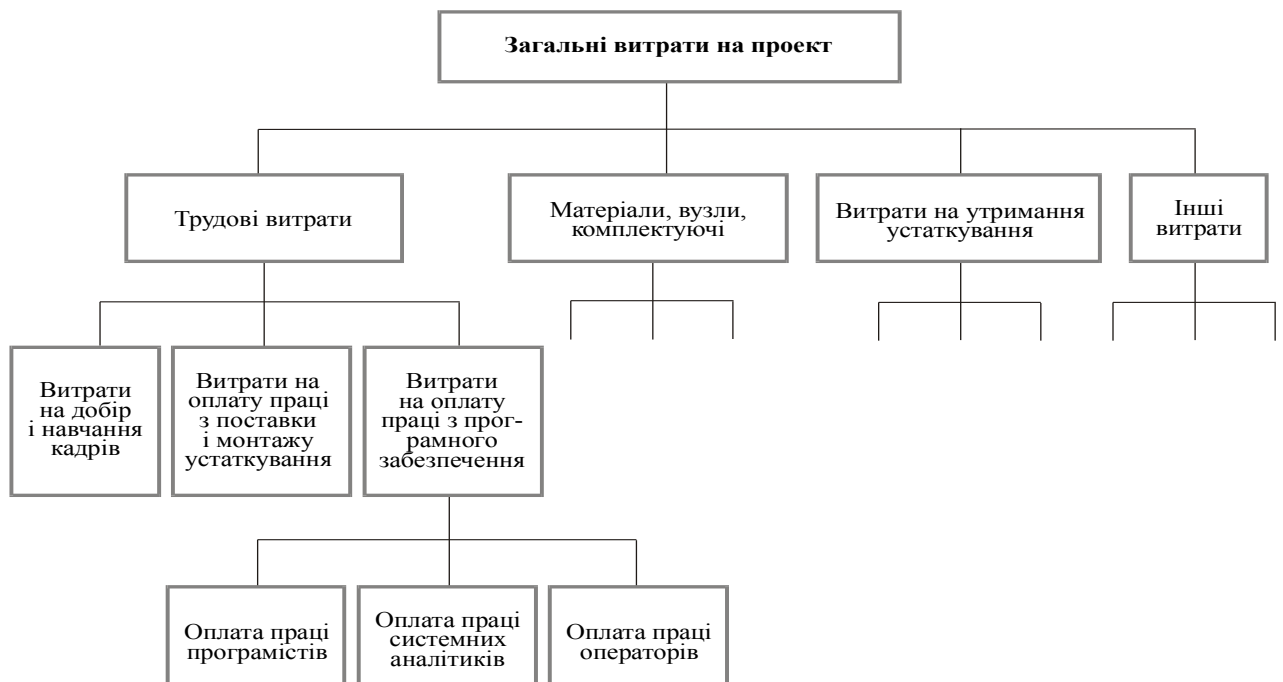 Загальні витрати на проект
Трудові витрати
Матеріали, вузли,
комплектуючі
Витрати на утримання
устаткування
Інші
витрати
Витрати
на добір
і навчання
кадрів
Витрати на
оплату праці
з поставки
і монтажу
устаткування
Витрати
на оплату
праці з прог-
рамного
забезпечення
Оплата праці
програмістів
Оплата праці
системних
аналітиків
Оплата праці
операторів